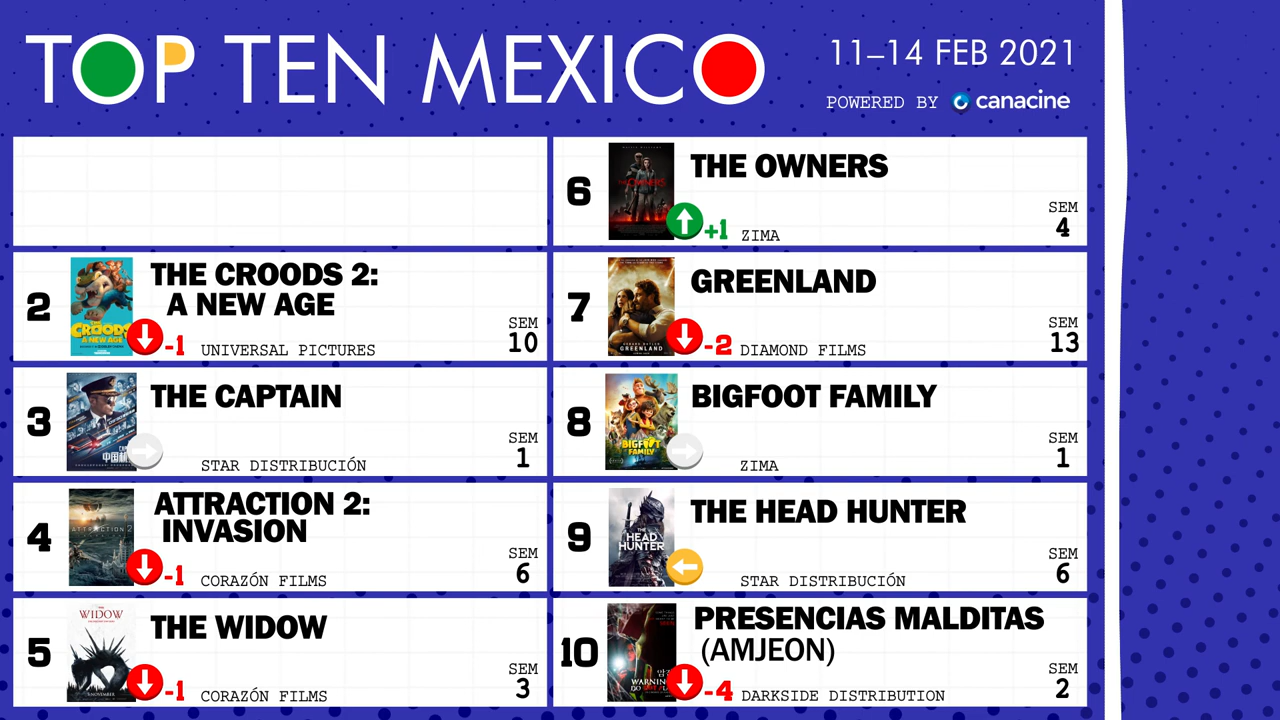 TOP TEN MEXICO
11–14 FEB 2021
POWERED BY canacine
2
THE CROODS 2:
A NEW AGE
-1
UNIVERSAL PICTURES
SEM
10
3
THE CAPTAIN
STAR DISTRIBUCIÓN
SEM
1
4
ATTRACTION 2:
INVASION
-1
CORAZÓN FILMS
SEM
6
5
THE WIDOW
-1
CORAZÓN FILMS
SEM
3
6
THE OWNERS
+1
ZIMA
SEM
4
7
GREENLAND
-2
DIAMOND FILMS
SEM
13
8
BIGFOOT FAMILY
ZIMA
SEM
1
9
THE HEAD HUNTER
STAR DISTRIBUCIÓN
SEM
6
10
PRESENCIAS MALDITAS
(AMJEON)
-4
DARKSIDE DISTRIBUTION
SEM
2